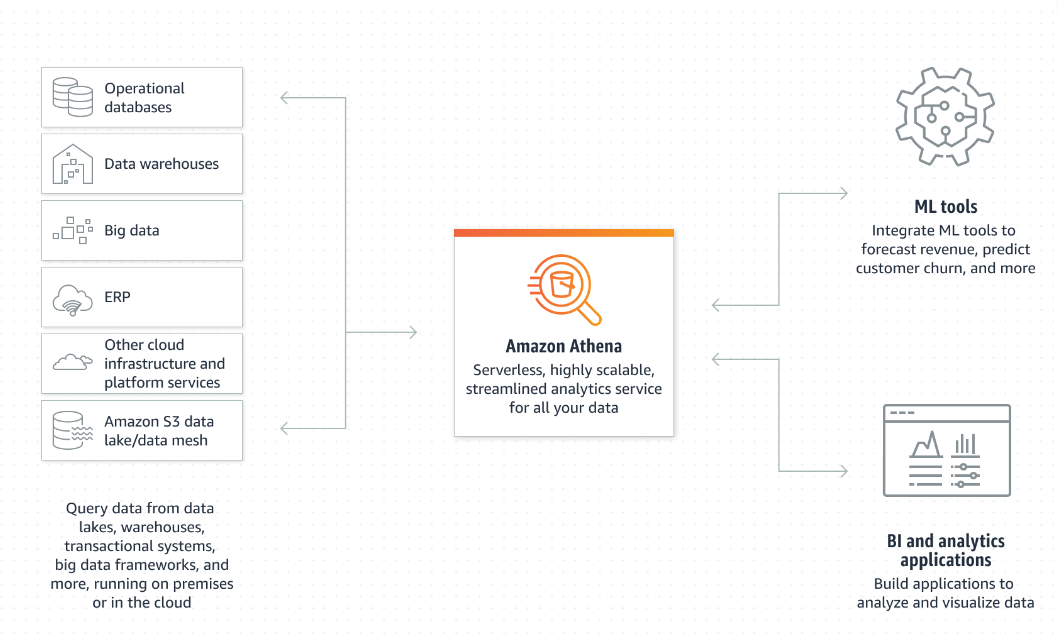 Operational
databases
Data warehouses
Big data
ERP
Other cloud
infrastructure and
platform services
Amazon S3 data
lake/data mesh
Query data from data
lakes, warehouses,
transactional systems,
big data frameworks, and
more, running on premises
or in the cloud
Amazon Athena
Serverless, highly scalable,
streamlined analytics service
for all your data
ML tools
Integrate ML tools to
forecast revenue, predict
customer churn, and more
BI and analytics
applications
Build applications to
analyze and visualize data